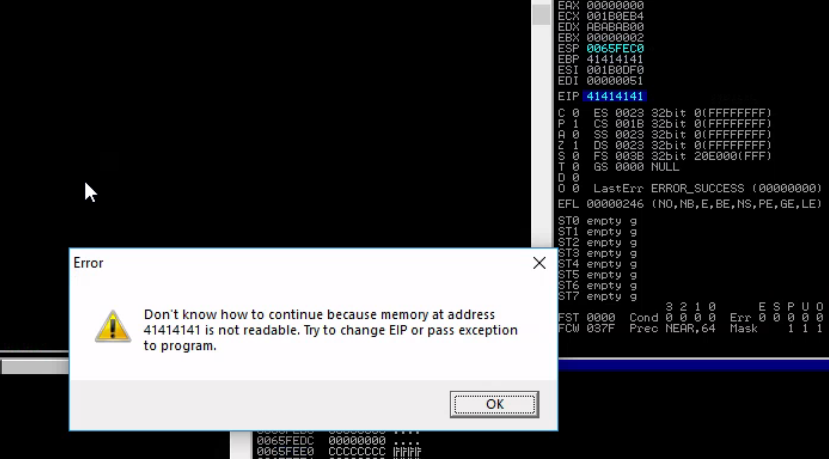 EAX 00000000
ECX 001B0EB4
EDX ABABAB00
EBX 00000002
ESP 0065FEC0
EBP 41414141
ESI 001B0DF0
EDI 00000051
EIP 41414141
C 0 ES 0023 32bit 0(FFFFFFFF)
P 1 CS 001B 32bit 0(FFFFFFFF)
A 0 SS 0023 32bit 0(FFFFFFFF)
Z 1 DS 0023 32bit 0(FFFFFFFF)
S 0 FS 003B 32bit 20E000(FFF)
T 0 GS 0000 NULL
D 0
O 0 LastErr ERROR_SUCCESS (00000000)
EFL 00000246 (NO,NB,E,BE,NS,PE,GE,LE)
ST0 empty g
ST1 empty g
ST2 empty g
ST3 empty g
ST4 empty g
ST5 empty g
ST6 empty g
ST7 empty g
3 2 1 0 E S P U O
FST 0000 Cond 0 0 0 0 Err 0 0 0 0 0
FCW 037F Prec NEAR,64 Mask 1 1 1
Error
Don't know how to continue because memory at address
41414141 is not readable. Try to change EIP or pass exception
to program.
OK
0065FEDC 00000000 ....
0065FEE0 CCCCCCCC